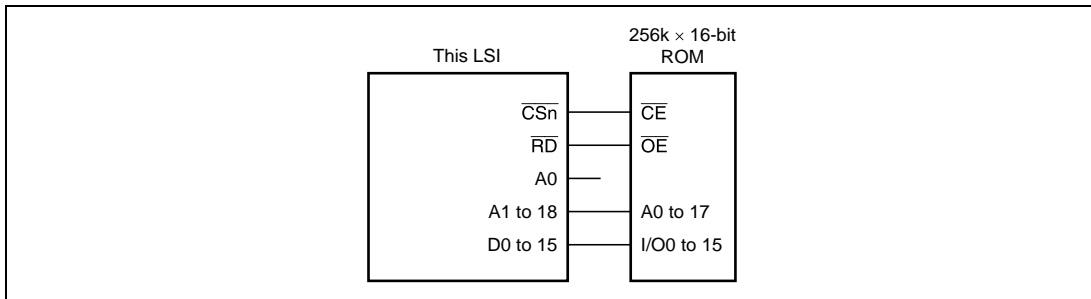 256k × 16-bit
This LSI ROM
CSn CE
RD OE
A0
A1 to 18 A0 to 17
D0 to 15 I/O0 to 15